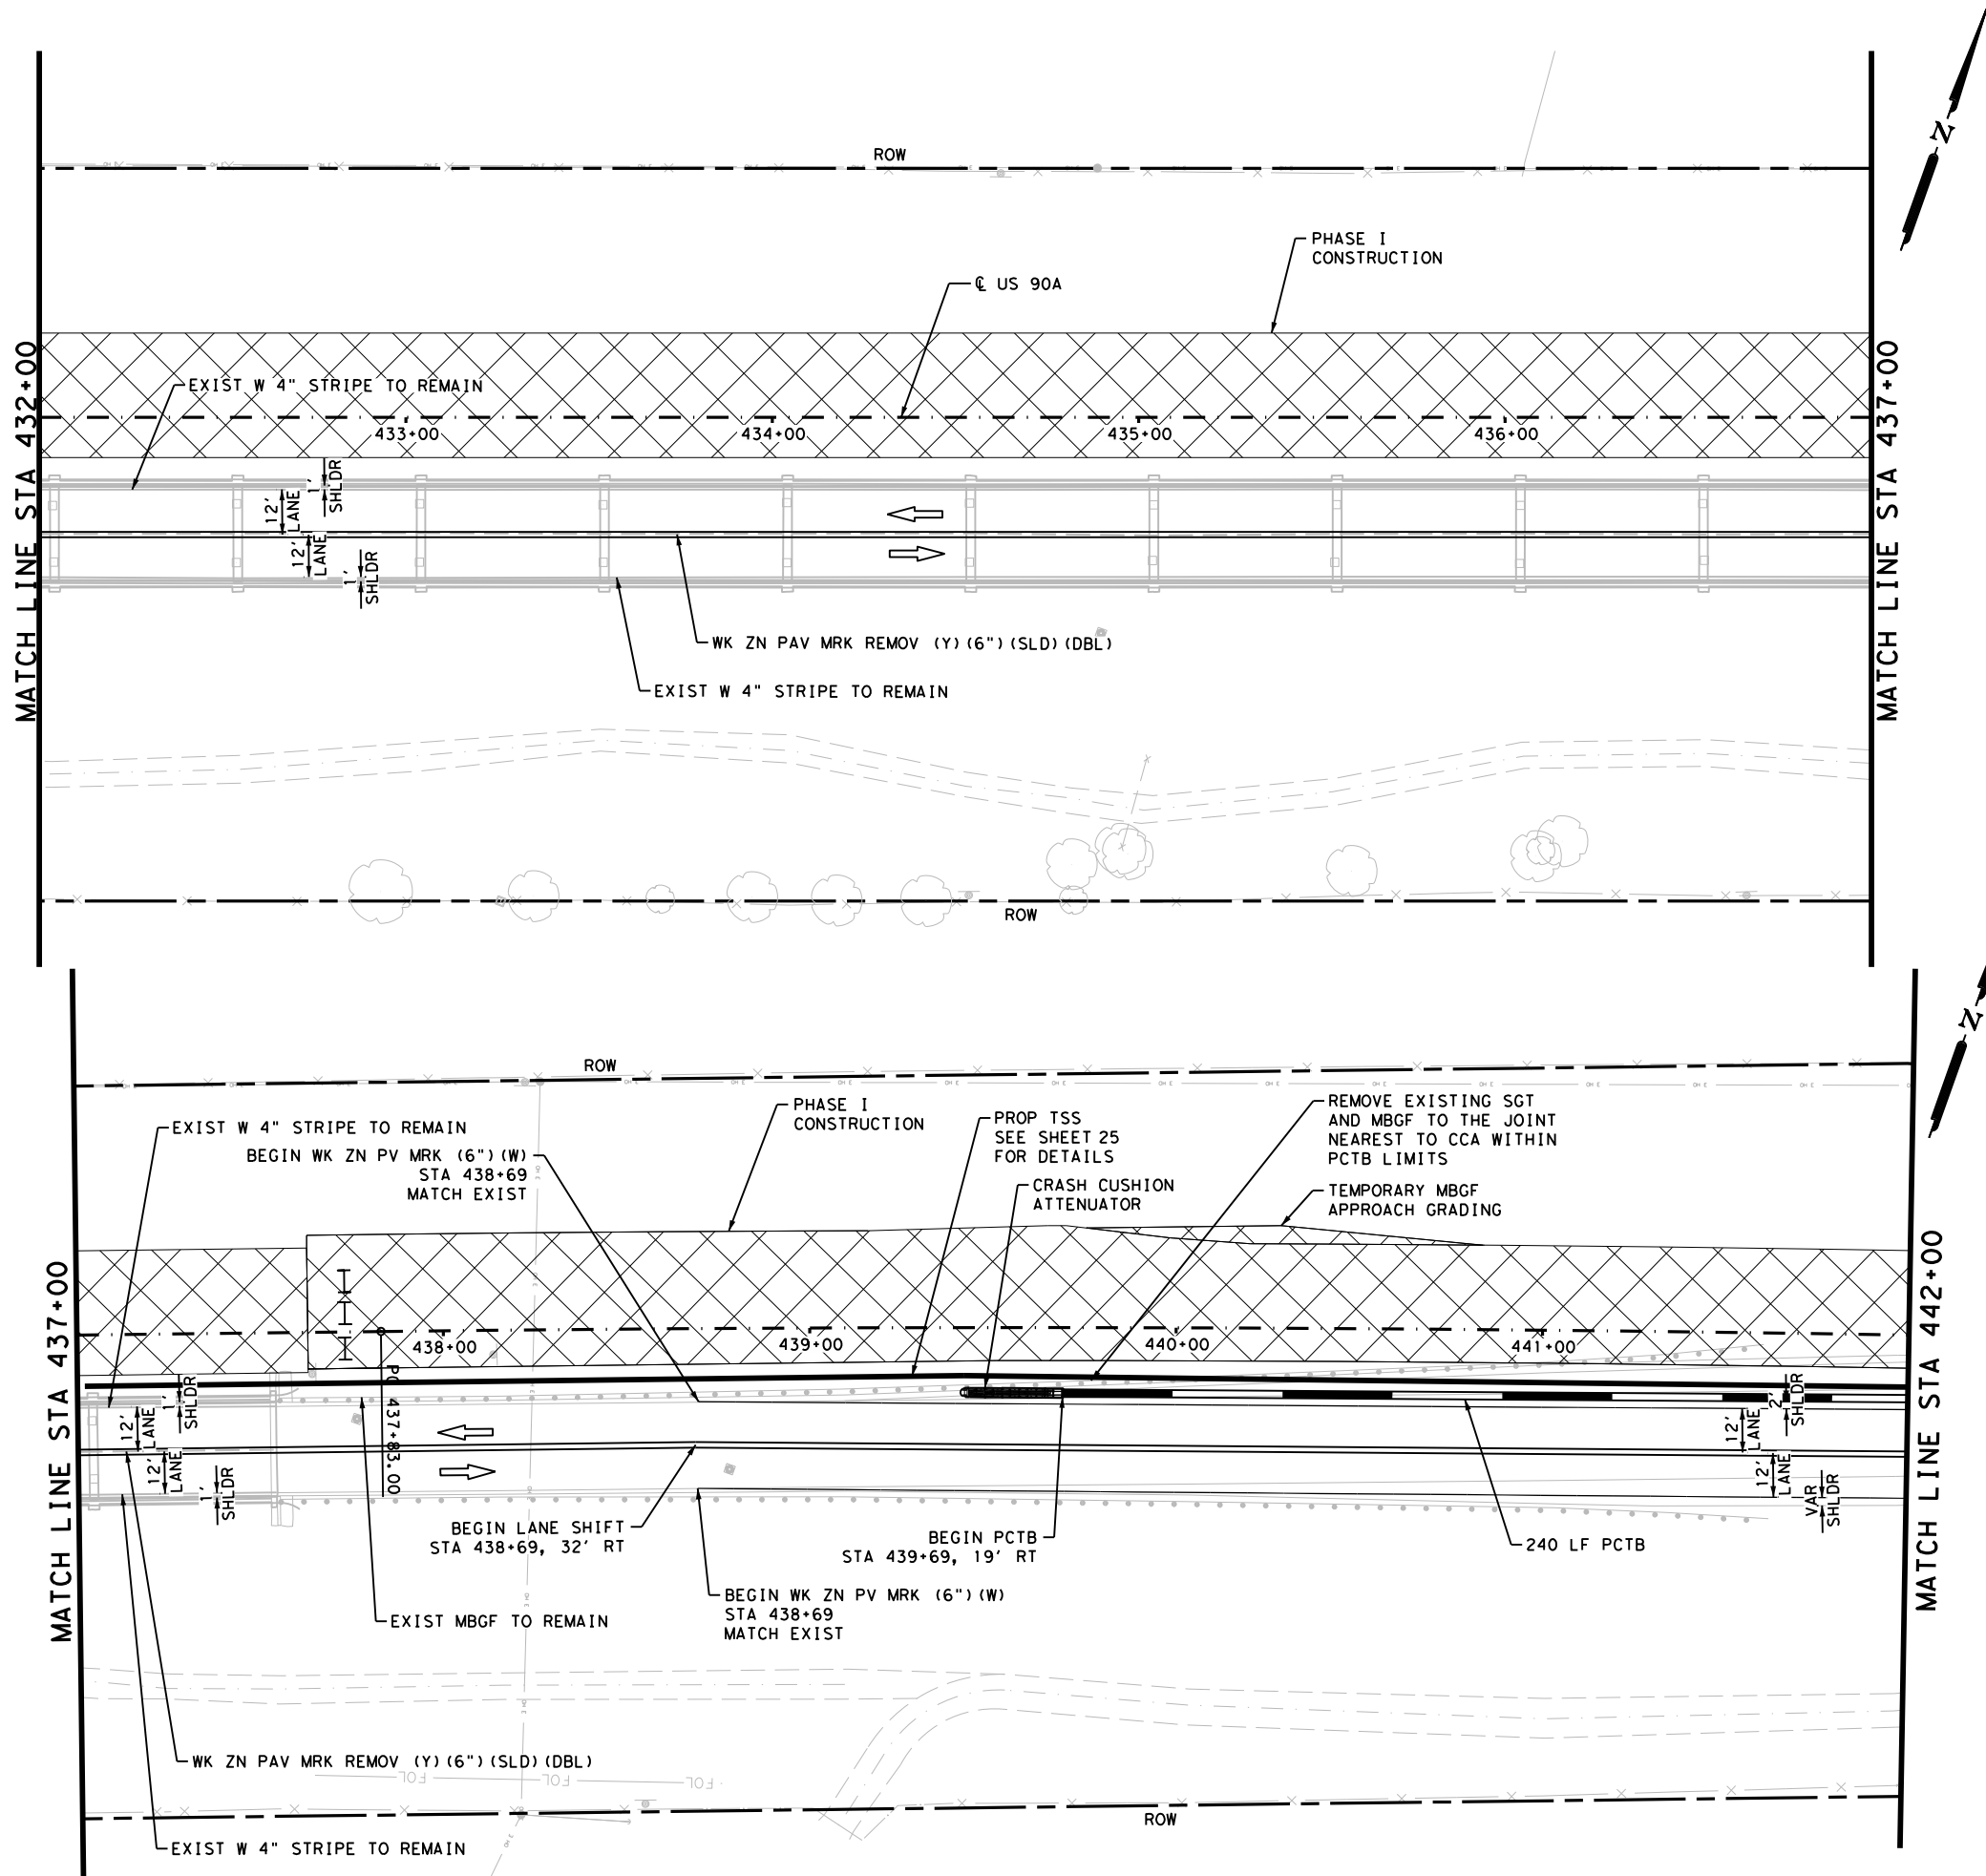 N
ROW
PHASE I
CONSTRUCTION
℄ US 90A
MATCH LINE STA 432+00
MATCH LINE STA 437+00
EXIST W 4" STRIPE TO REMAIN
433+00
434+00
435+00
436+00
1'
SHLDR
12'
LANE
12'
LANE
1'
SHLDR
WK ZN PAV MRK REMOV (Y)(6")(SLD)(DBL)
EXIST W 4" STRIPE TO REMAIN
ROW
N
ROW
PHASE I
CONSTRUCTION
PROP TSS
SEE SHEET 25
FOR DETAILS
REMOVE EXISTING SGT
AND MBGF TO THE JOINT
NEAREST TO CCA WITHIN
PCTB LIMITS
EXIST W 4" STRIPE TO REMAIN
BEGIN WK ZN PV MRK (6")(W)
STA 438+69
MATCH EXIST
CRASH CUSHION
ATTENUATOR
TEMPORARY MBGF
APPROACH GRADING
MATCH LINE STA 437+00
MATCH LINE STA 442+00
438+00
439+00
440+00
441+00
PC 437+83.00
1'
SHLDR
12'
LANE
12'
LANE
1'
SHLDR
2'
SHLDR
12'
LANE
12'
LANE
VAR
SHLDR
BEGIN LANE SHIFT
STA 438+69, 32' RT
BEGIN PCTB
STA 439+69, 19' RT
240 LF PCTB
BEGIN WK ZN PV MRK (6")(W)
STA 438+69
MATCH EXIST
EXIST MBGF TO REMAIN
WK ZN PAV MRK REMOV (Y)(6")(SLD)(DBL)
FOL
FOL
FOL
ROW
EXIST W 4" STRIPE TO REMAIN